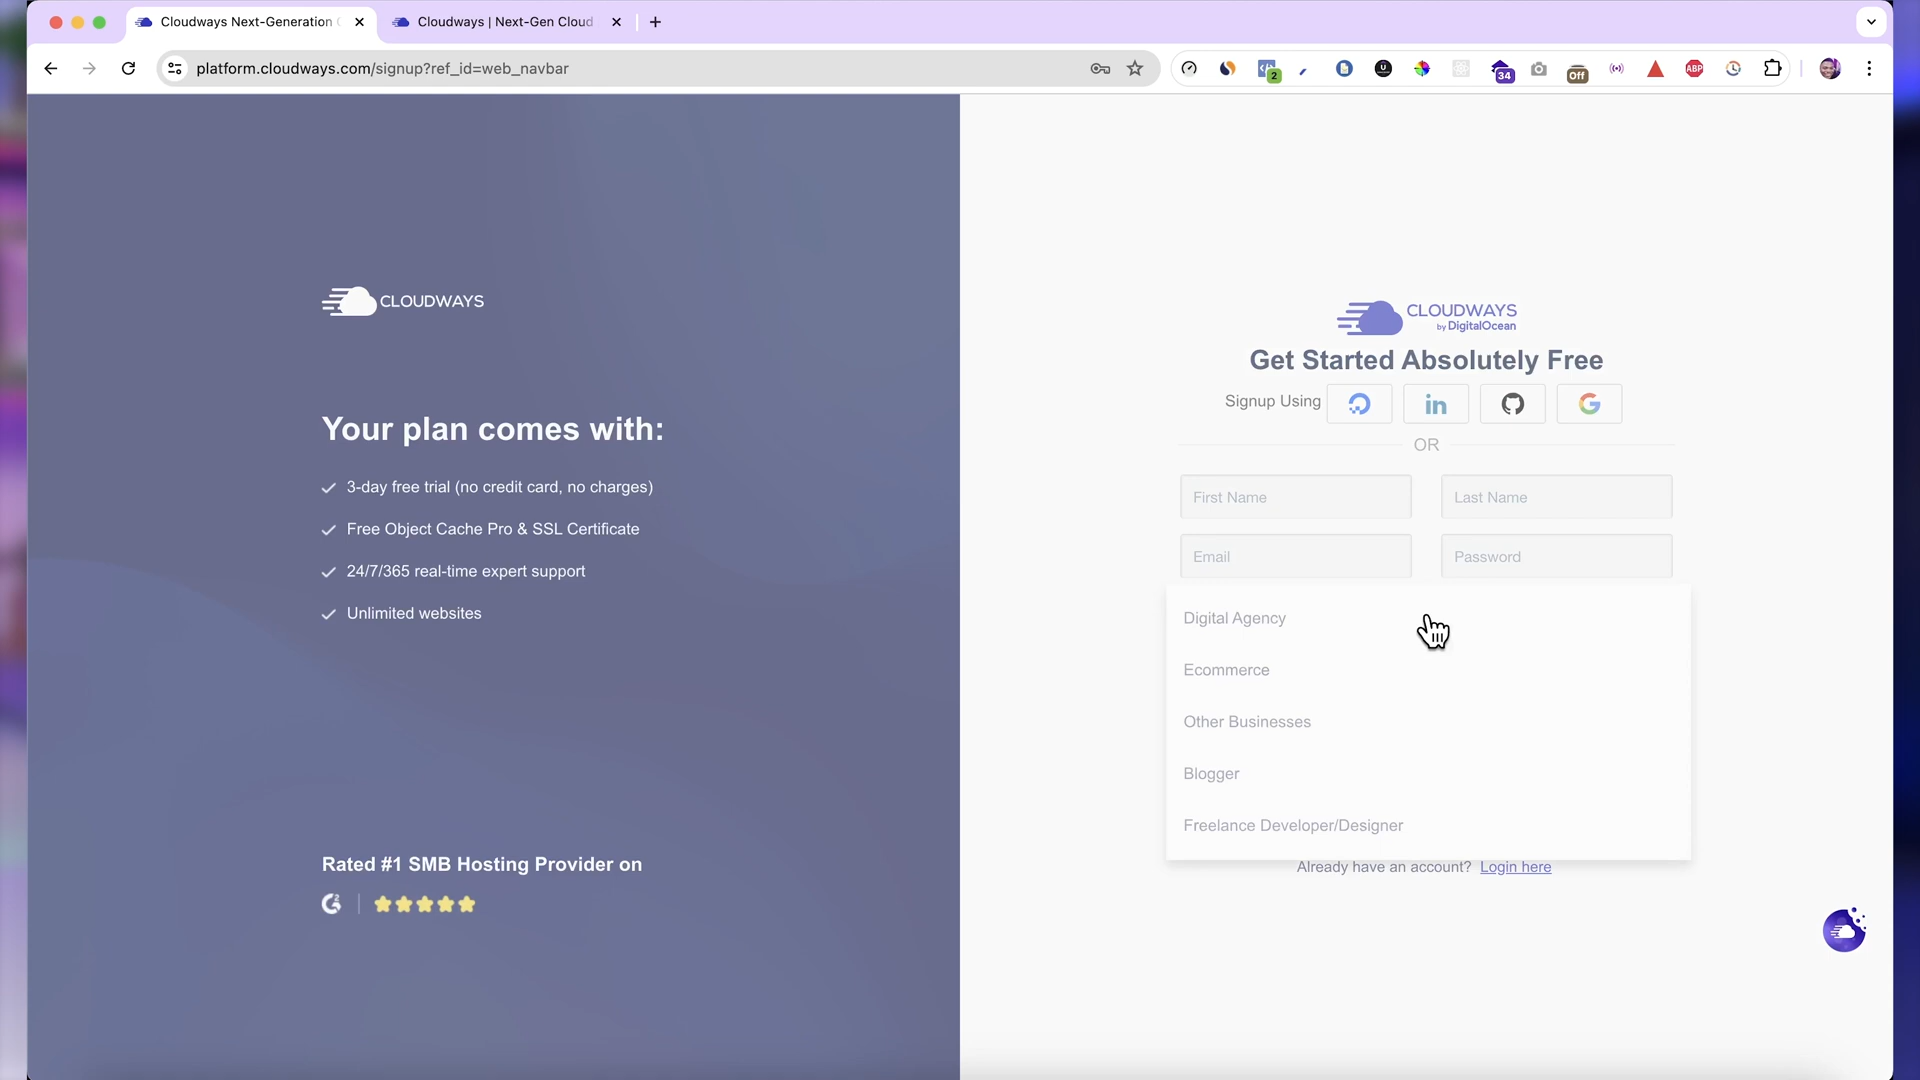 Cloudways Next-Generation
Cloudways | Next-Gen Cloud
platform.cloudways.com/signup?ref_id=web_navbar
2
34
Off
ABP
CLOUDWAYS
Your plan comes with:
3-day free trial (no credit card, no charges)
Free Object Cache Pro & SSL Certificate
24/7/365 real-time expert support
Unlimited websites
Rated #1 SMB Hosting Provider on
CLOUDWAYS
by DigitalOcean
Get Started Absolutely Free
Signup Using
in
OR
First Name
Last Name
Email
Password
Digital Agency
Ecommerce
Other Businesses
Blogger
Freelance Developer/Designer
Already have an account? Login here